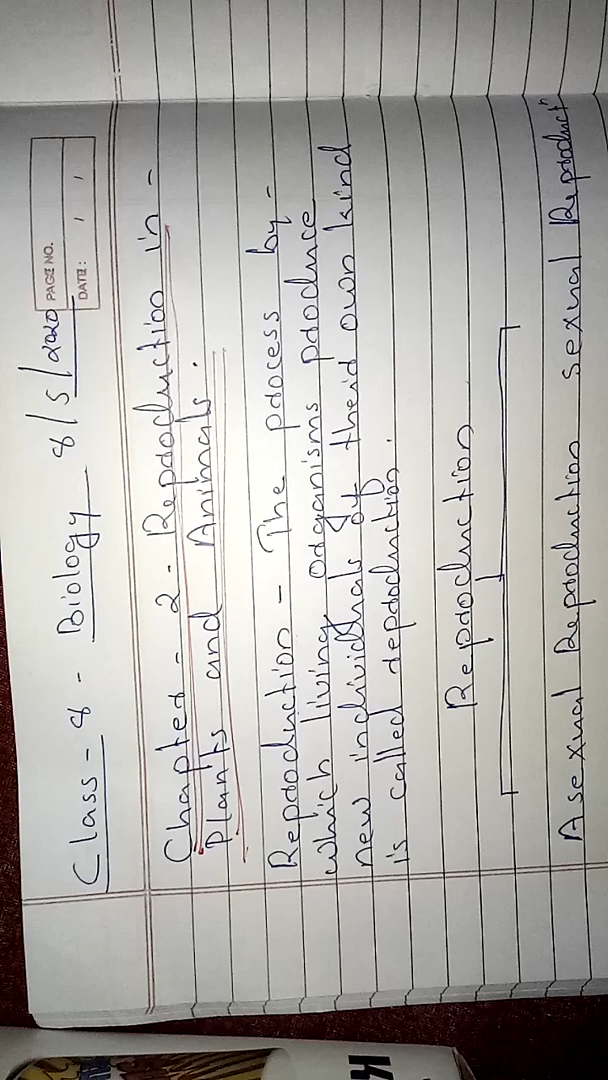 PAGE NO.
DATE: / /
Class - 8 - Biology 8/5/2020
Chapter - 2 - Reproduction in -
Plants and Animals.
Reproduction - The process by -
which living organisms produce
new individuals of their own kind
is called reproduction.
Reproduction
Asexual Reproduction Sexual Reproductn
K